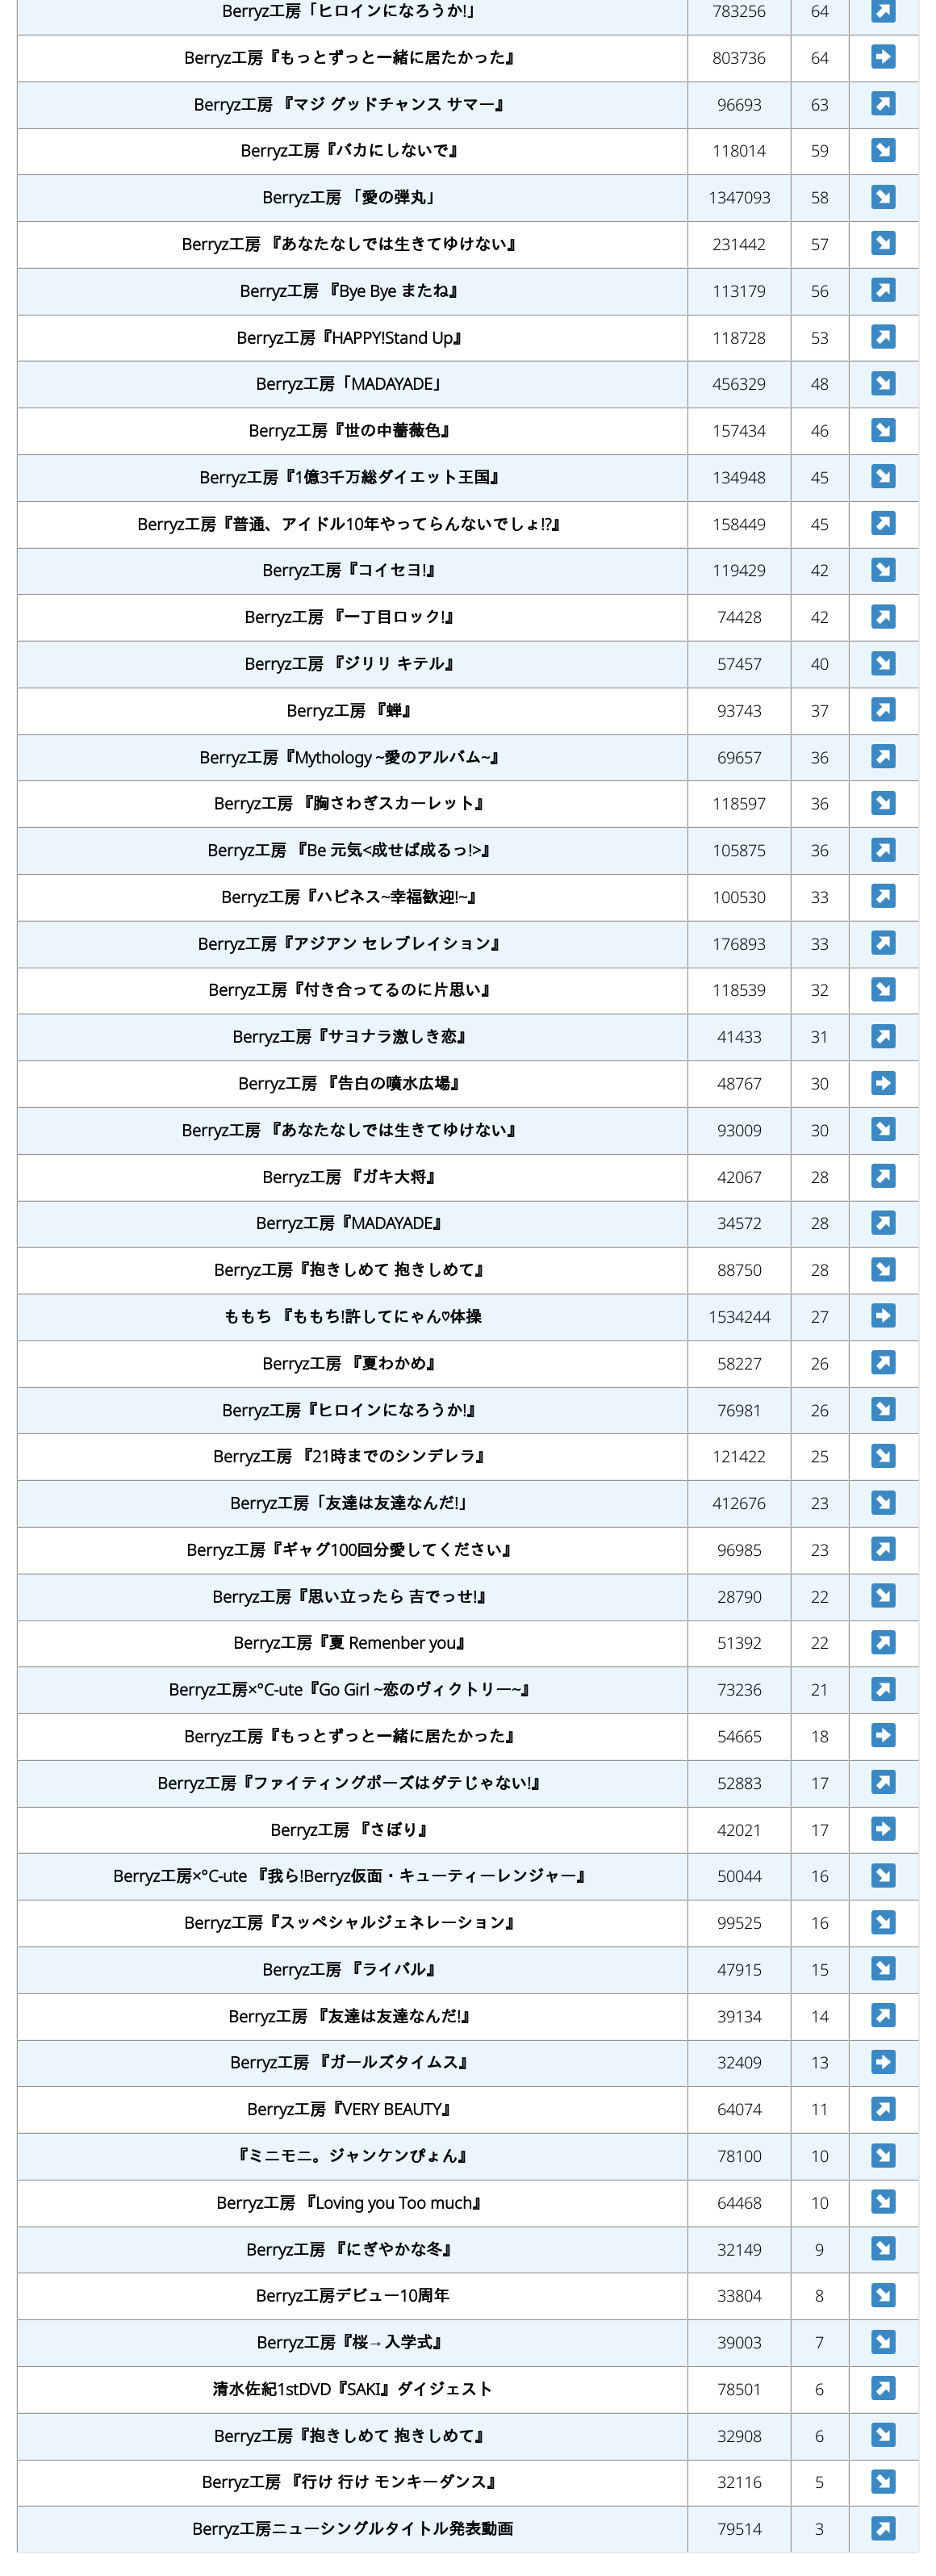 Berryz工房「ヒロインになろうか!」 783256 64 ↗
Berryz工房『もっとずっと一緒に居たかった』 803736 64 ➡
Berryz工房 『マジ グッドチャンス サマー』 96693 63 ↗
Berryz工房『バカにしないで』 118014 59 ↘
Berryz工房 「愛の弾丸」 1347093 58 ↘
Berryz工房 『あなたなしでは生きてゆけない』 231442 57 ↘
Berryz工房 『Bye Bye またね』 113179 56 ↗
Berryz工房『HAPPY!Stand Up』 118728 53 ↗
Berryz工房「MADAYADE」 456329 48 ↘
Berryz工房『世の中薔薇色』 157434 46 ↘
Berryz工房『1億3千万総ダイエット王国』 134948 45 ↘
Berryz工房『普通、アイドル10年やってらんないでしょ!?』 158449 45 ↗
Berryz工房『コイセヨ!』 119429 42 ↘
Berryz工房 『一丁目ロック!』 74428 42 ↗
Berryz工房 『ジリリ キテル』 57457 40 ↘
Berryz工房 『蝉』 93743 37 ↗
Berryz工房『Mythology ~愛のアルバム~』 69657 36 ↗
Berryz工房 『胸さわぎスカーレット』 118597 36 ↘
Berryz工房 『Be 元気<成せば成るっ!>』 105875 36 ↗
Berryz工房『ハピネス~幸福歓迎!~』 100530 33 ↗
Berryz工房『アジアン セレブレイション』 176893 33 ↗
Berryz工房『付き合ってるのに片思い』 118539 32 ↘
Berryz工房『サヨナラ激しき恋』 41433 31 ↗
Berryz工房 『告白の噴水広場』 48767 30 ➡
Berryz工房 『あなたなしでは生きてゆけない』 93009 30 ↘
Berryz工房 『ガキ大将』 42067 28 ↗
Berryz工房『MADAYADE』 34572 28 ↗
Berryz工房『抱きしめて 抱きしめて』 88750 28 ↘
ももち 『ももち!許してにゃん♡体操 1534244 27 ➡
Berryz工房 『夏わかめ』 58227 26 ↗
Berryz工房『ヒロインになろうか!』 76981 26 ↘
Berryz工房 『21時までのシンデレラ』 121422 25 ↘
Berryz工房「友達は友達なんだ!」 412676 23 ↘
Berryz工房『ギャグ100回分愛してください』 96985 23 ↗
Berryz工房『思い立ったら 吉でっせ!』 28790 22 ↘
Berryz工房『夏 Remenber you』 51392 22 ↗
Berryz工房×°C-ute『Go Girl ~恋のヴィクトリー~』 73236 21 ↗
Berryz工房『もっとずっと一緒に居たかった』 54665 18 ➡
Berryz工房『ファイティングポーズはダテじゃない!』 52883 17 ↗
Berryz工房 『さぼり』 42021 17 ➡
Berryz工房×°C-ute 『我ら!Berryz仮面・キューティーレンジャー』 50044 16 ↘
Berryz工房『スッペシャルジェネレーション』 99525 16 ↘
Berryz工房 『ライバル』 47915 15 ↘
Berryz工房 『友達は友達なんだ!』 39134 14 ↗
Berryz工房 『ガールズタイムス』 32409 13 ➡
Berryz工房『VERY BEAUTY』 64074 11 ↗
『ミニモニ。ジャンケンぴょん』 78100 10 ↘
Berryz工房 『Loving you Too much』 64468 10 ↘
Berryz工房 『にぎやかな冬』 32149 9 ↘
Berryz工房デビュー10周年 33804 8 ↘
Berryz工房『桜→入学式』 39003 7 ↘
清水佐紀1stDVD『SAKI』ダイジェスト 78501 6 ↗
Berryz工房『抱きしめて 抱きしめて』 32908 6 ↘
Berryz工房 『行け 行け モンキーダンス』 32116 5 ↘
Berryz工房ニューシングルタイトル発表動画 79514 3 ↗